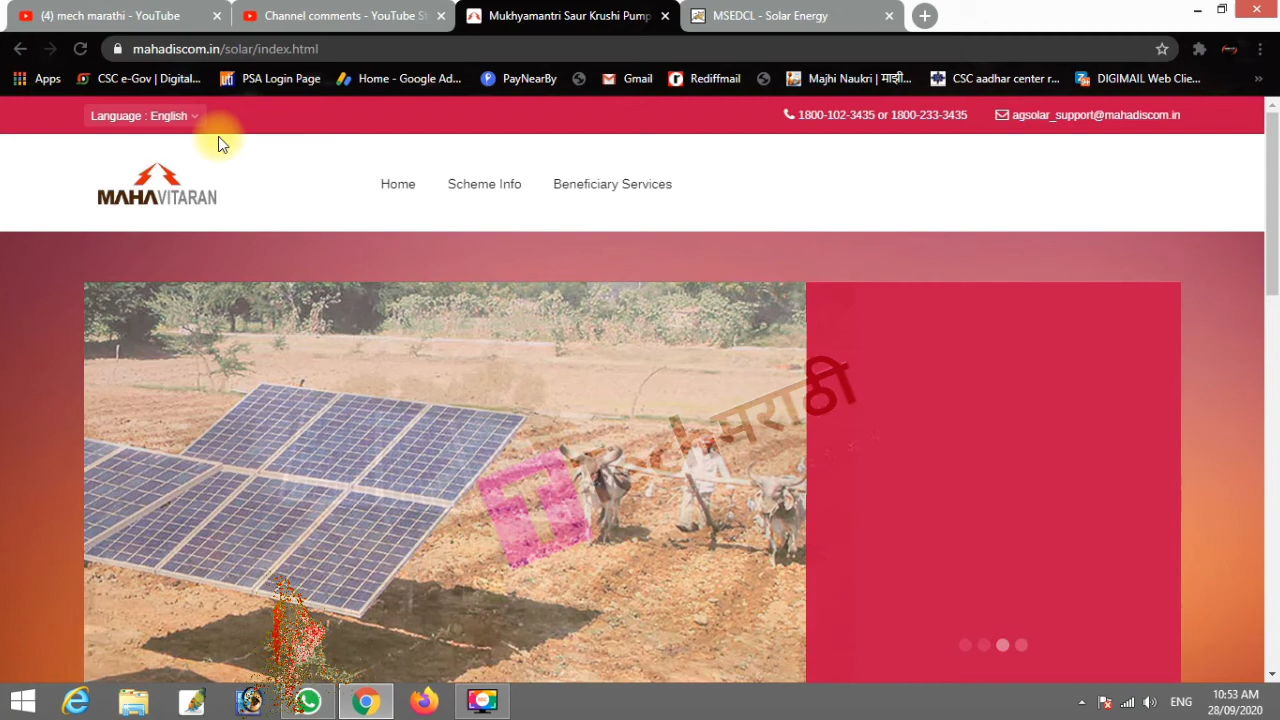 (4) mech marathi - YouTube
Channel comments - YouTube St
Mukhyamantri Saur Krushi Pump
MSEDCL - Solar Energy
mahadiscom.in/solar/index.html
Apps
CSC e-Gov | Digital...
PSA Login Page
Home - Google Ad...
PayNearBy
Gmail
Rediffmail
Majhi Naukri | माझी...
CSC aadhar center r...
DIGIMAIL Web Clie...
Language : English
1800-102-3435 or 1800-233-3435
agsolar_support@mahadiscom.in
MAHAVITARAN
Home
Scheme Info
Beneficiary Services
मराठी
ENG
10:53 AM
28/09/2020